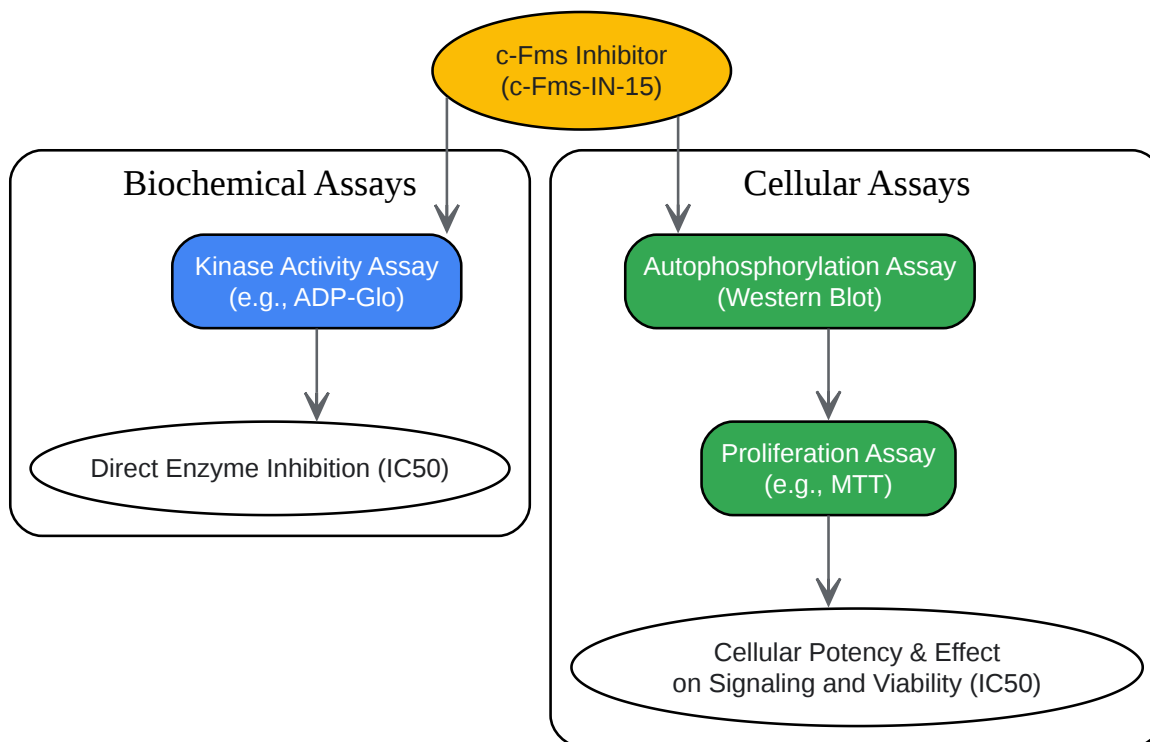 c-Fms Inhibitor
(c-Fms-IN-15)
Biochemical Assays
Kinase Activity Assay
(e.g., ADP-Glo)
Direct Enzyme Inhibition (IC50)
Cellular Assays
Autophosphorylation Assay
(Western Blot)
Proliferation Assay
(e.g., MTT)
Cellular Potency & Effect
on Signaling and Viability (IC50)